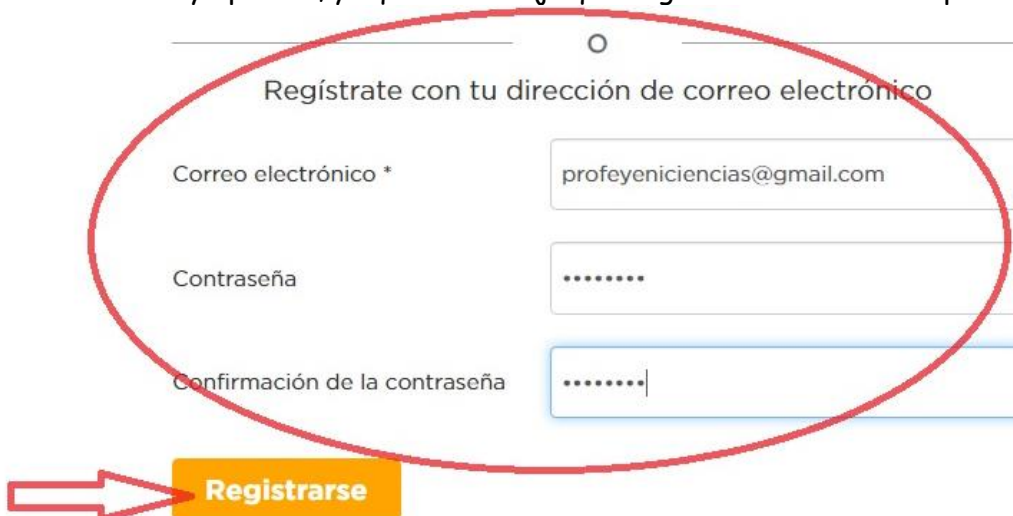 O
Regístrate con tu dirección de correo electrónico
Correo electrónico *
profeyeniciencias@gmail.com
Contraseña
••••••••
Confirmación de la contraseña
••••••••
Registrarse